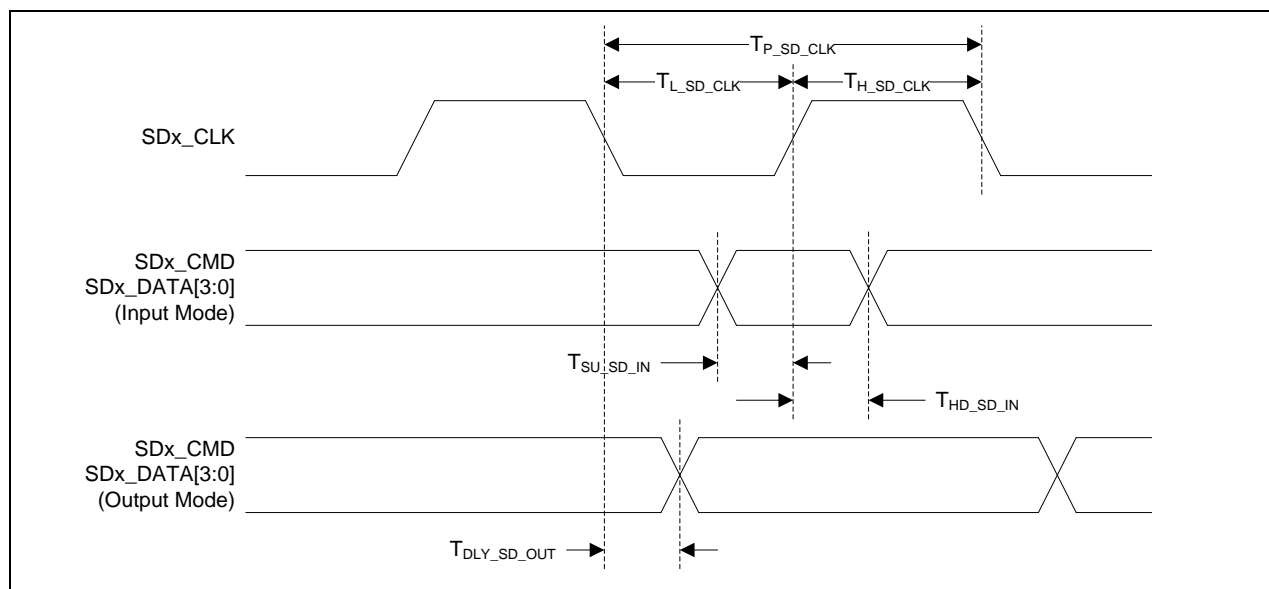 T_P_SD_CLK
T_L_SD_CLK T_H_SD_CLK
SDx_CLK
SDx_CMD
SDx_DATA[3:0]
(Input Mode)
T_SU_SD_IN
T_HD_SD_IN
SDx_CMD
SDx_DATA[3:0]
(Output Mode)
T_DLY_SD_OUT